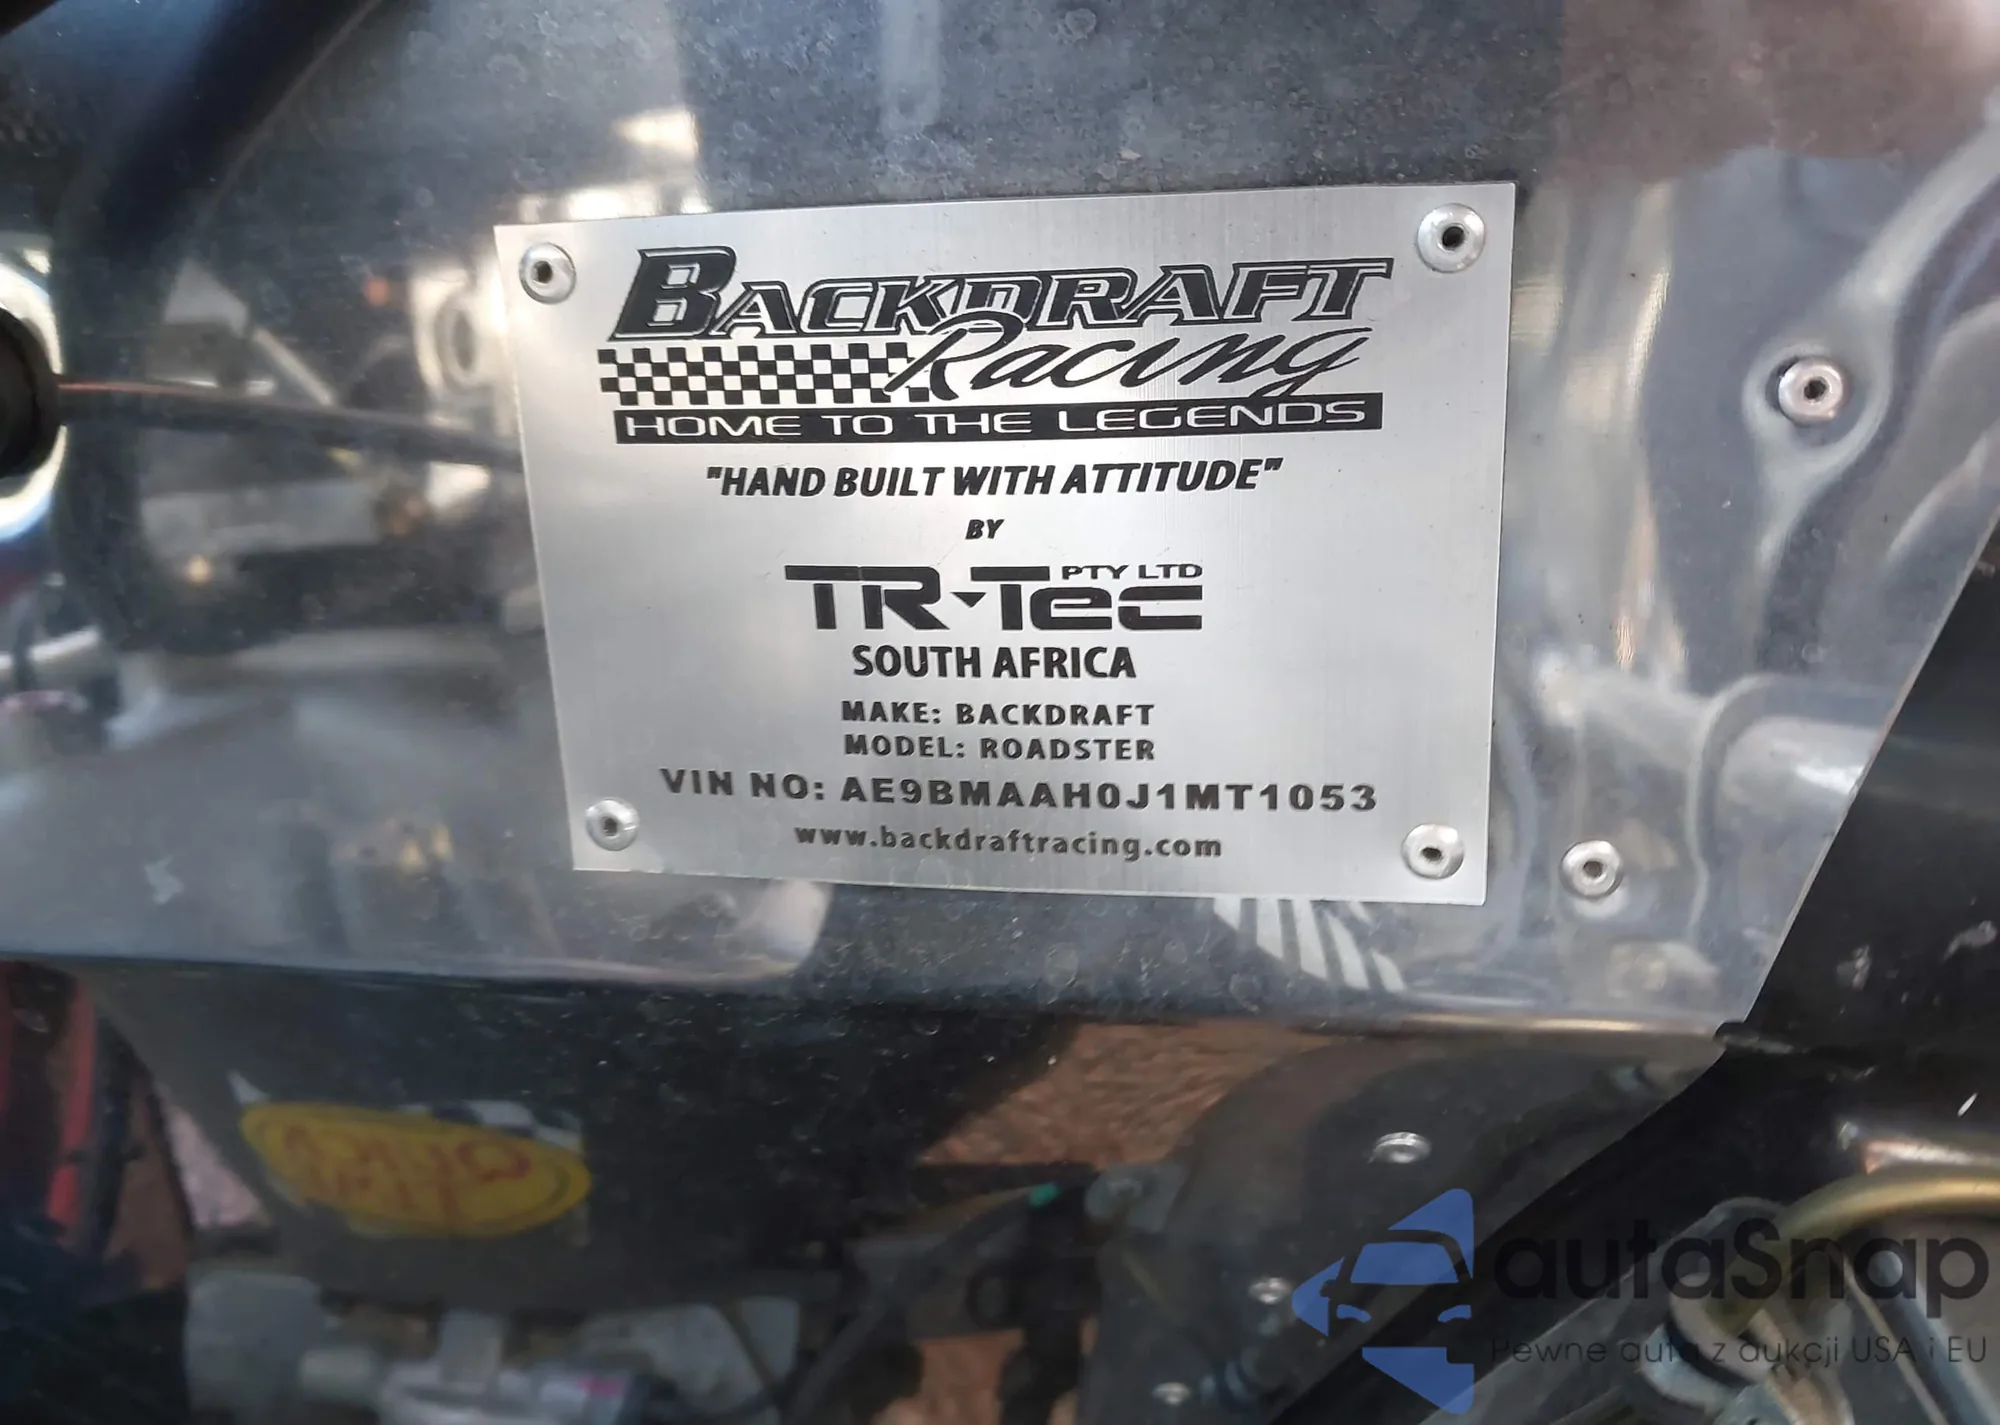 BACKDRAFT
Racing
HOME TO THE LEGENDS
"HAND BUILT WITH ATTITUDE"
BY
TR-Tec PTY LTD
SOUTH AFRICA
MAKE: BACKDRAFT
MODEL: ROADSTER
VIN NO: AE9BMAAH0J1MT1053
www.backdraftracing.com
autaSnap
Pewne auta z aukcji USA i EU